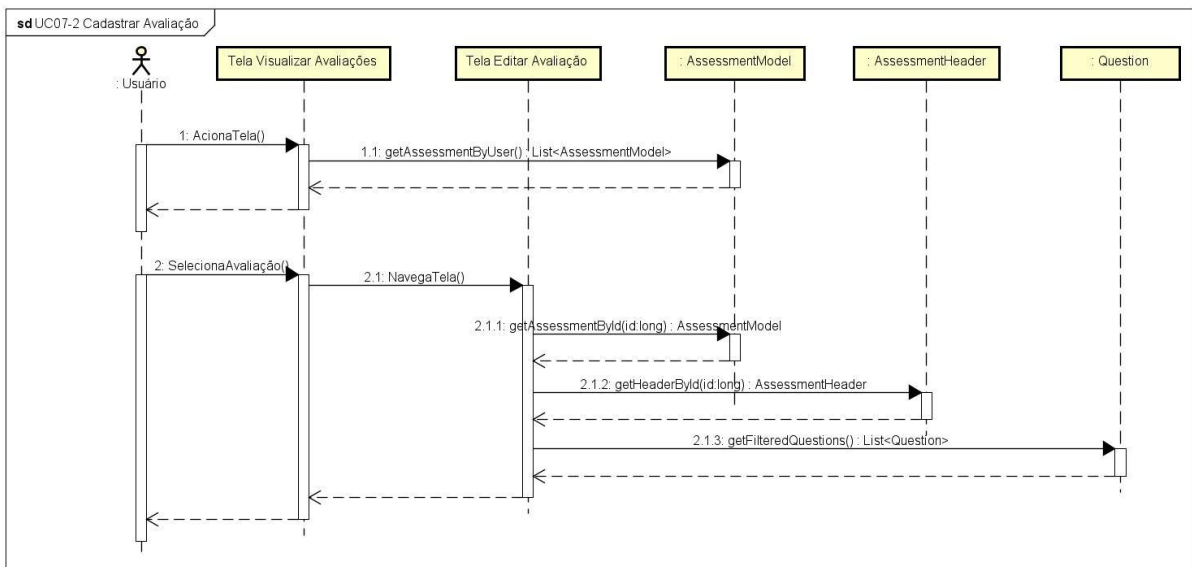 sd UC07-2 Cadastrar Avaliação
Tela Visualizar Avaliações
Tela Editar Avaliação
: AssessmentModel
: AssessmentHeader
: Question
: Usuário
1: AcionaTela()
1.1: getAssessmentByUser() : List<AssessmentModel>
2: SelecionaAvaliação()
2.1: NavegaTela()
2.1.1: getAssessmentById(id:long) : AssessmentModel
2.1.2: getHeaderById(id:long) : AssessmentHeader
2.1.3: getFilteredQuestions() : List<Question>